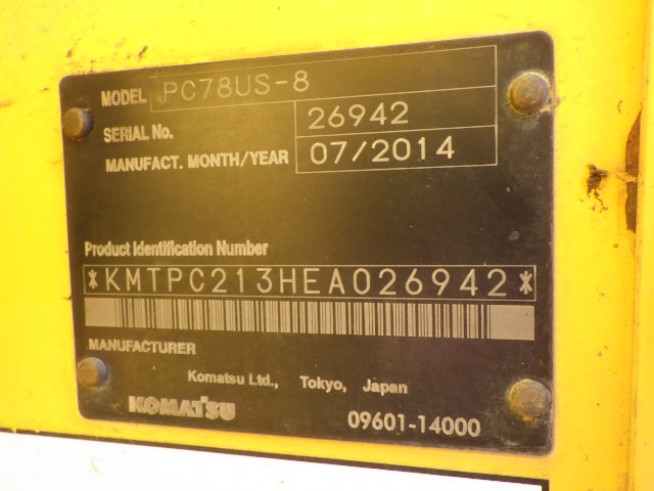 MODEL PC78US-8
SERIAL No. 26942
MANUFACT. MONTH/YEAR 07/2014
Product Identification Number
*KMTPC213HEA026942*
MANUFACTURER
Komatsu Ltd., Tokyo, Japan
KOMATSU 09601-14000